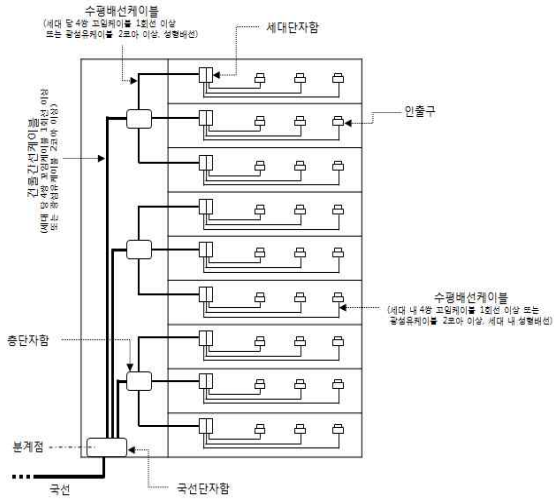 수평배선케이블
(세대 당 4쌍 꼬임케이블 1회선 이상
또는 광섬유케이블 2코아 이상, 성형배선)
세대단자함
인출구
건물간선케이블
(세대 당 4쌍 꼬임케이블 1회선 이상
또는 광섬유 케이블 2코아 이상)
수평배선케이블
(세대 내 4쌍 꼬임케이블 1회선 이상 또는
광섬유케이블 2코아 이상, 세대 내 성형배선)
층단자함
분계점
국선
국선단자함